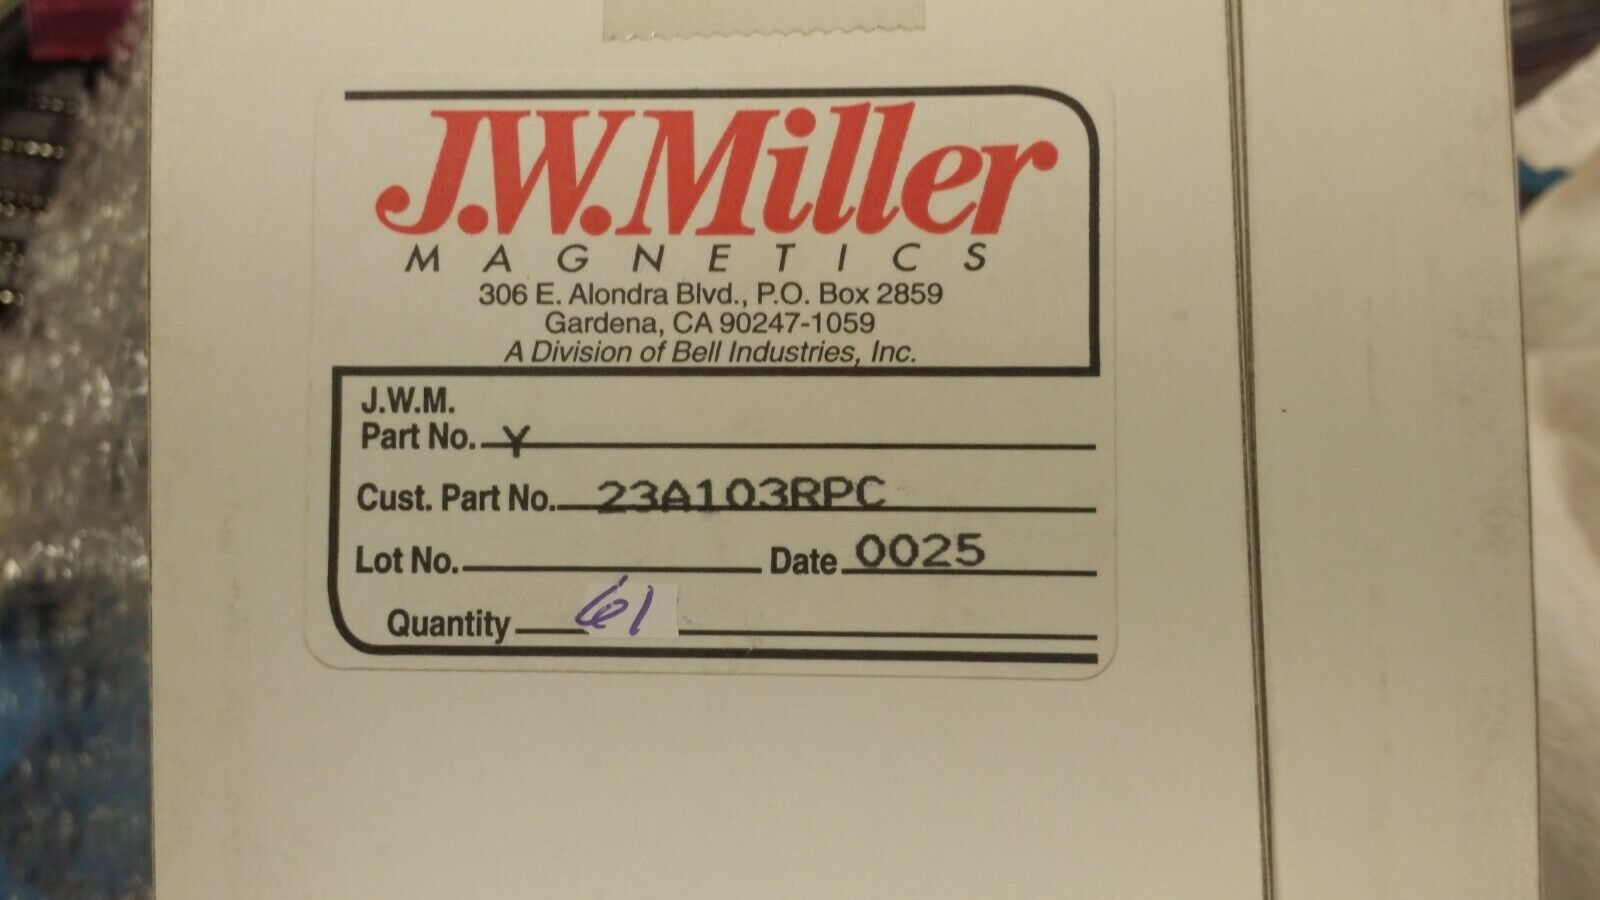 J.W.Miller
MAGNETICS
306 E. Alondra Blvd., P.O. Box 2859
Gardena, CA 90247-1059
A Division of Bell Industries, Inc.
J.W.M.
Part No. Y
Cust. Part No. 23A103RPC
Lot No. Date 0025
Quantity 61